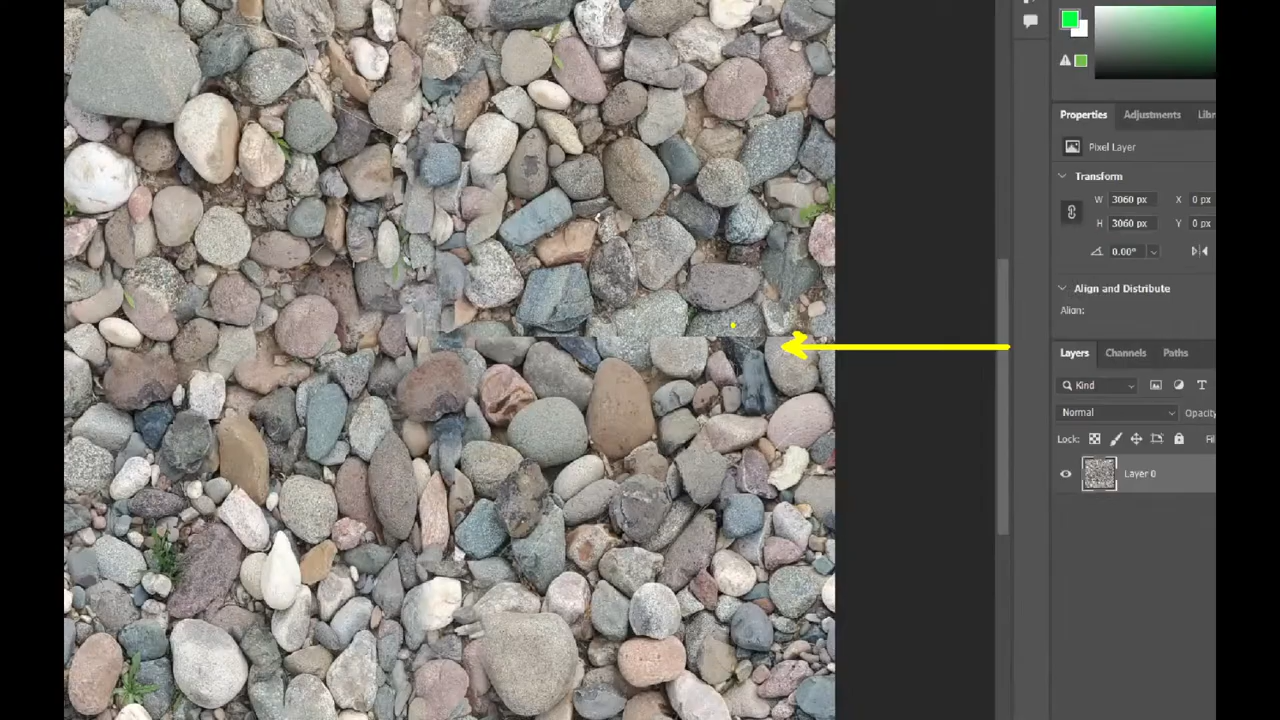 Properties Adjustments
Pixel Layer
Transform
W 3060 px X 0 px
H 3060 px Y 0 px
0.00°
Align and Distribute
Align:
Layers Channels Paths
Kind
Normal Opacity
Lock:
Layer 0